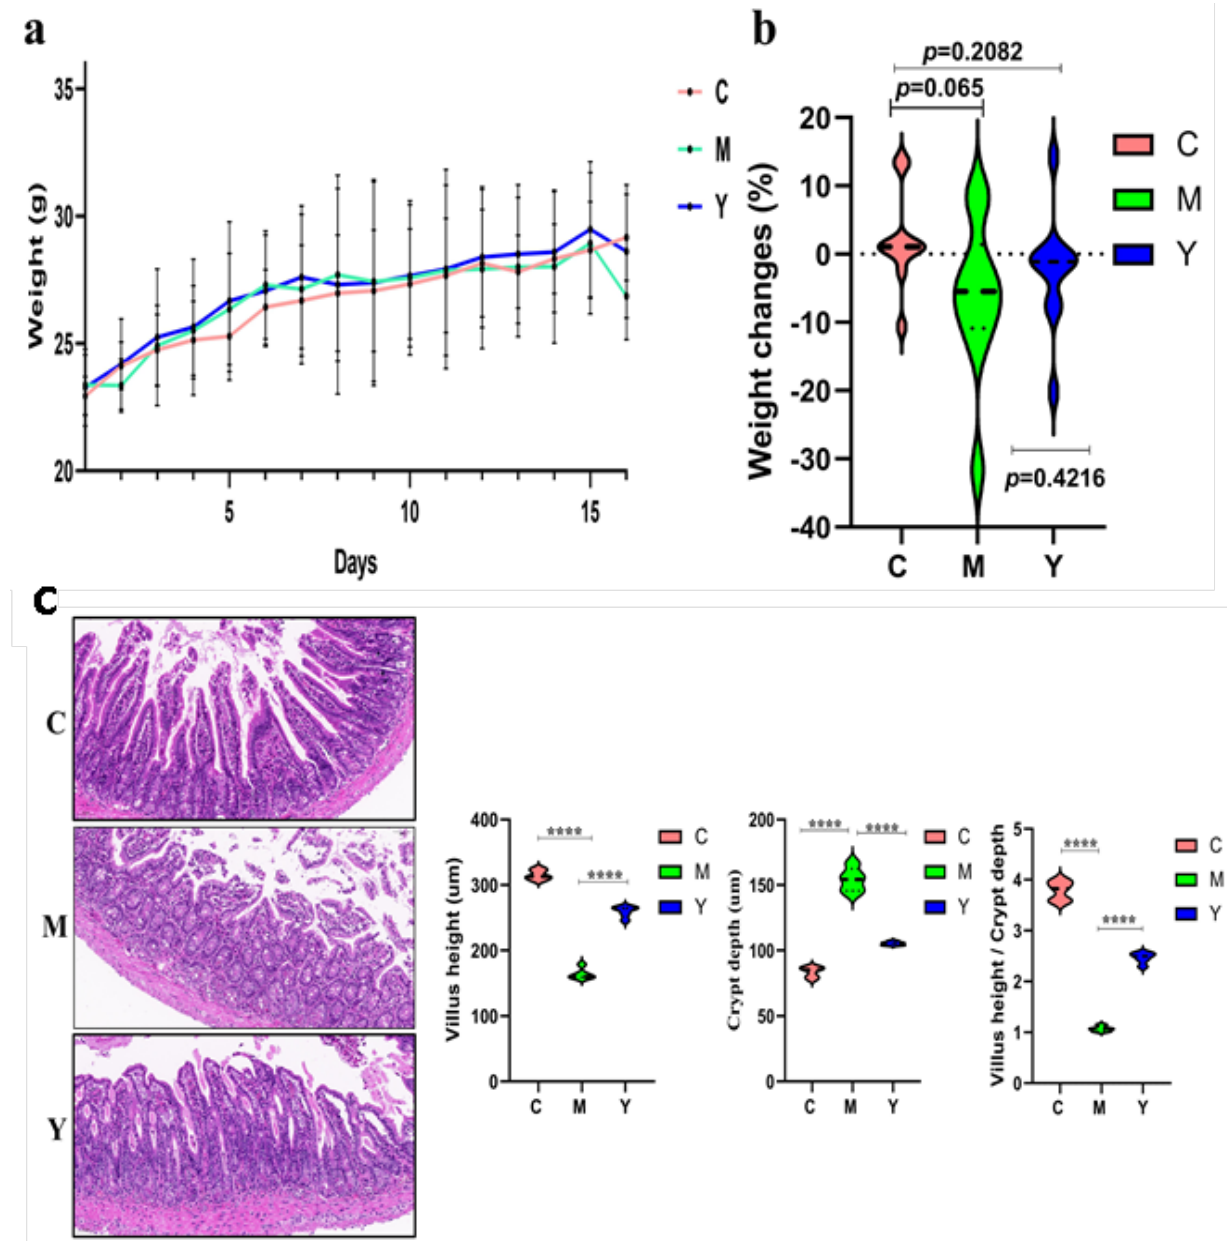 a
35
30
25
20
Weight (g)
5
10
15
Days
C
M
Y
b
p=0.2082
p=0.065
20
10
0
-10
-20
-30
-40
Weight changes (%)
p=0.4216
C
M
Y
C
M
Y
C
C
M
Y
400
300
200
100
0
Villus height (um)
****
****
C
M
Y
C
M
Y
200
150
100
50
0
Crypt depth (um)
**** ****
C
M
Y
C
M
Y
5
4
3
2
1
0
Villus height / Crypt depth
****
****
C
M
Y
C
M
Y